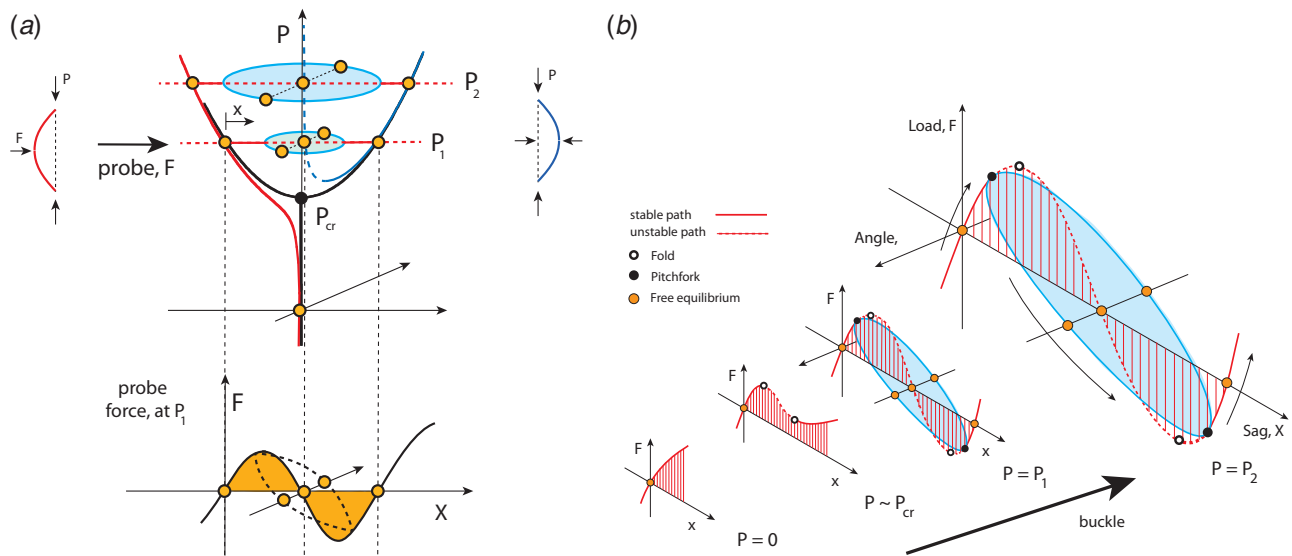 (a)
P
P
F
probe, F
x
P2
P1
Pcr
P
probe
force, at P1
F
X
(b)
Load, F
stable path
unstable path
Fold
Pitchfork
Free equilibrium
Angle,
Sag, X
P = P2
F
x
P = P1
F
x
P ~ Pcr
F
x
P = 0
buckle